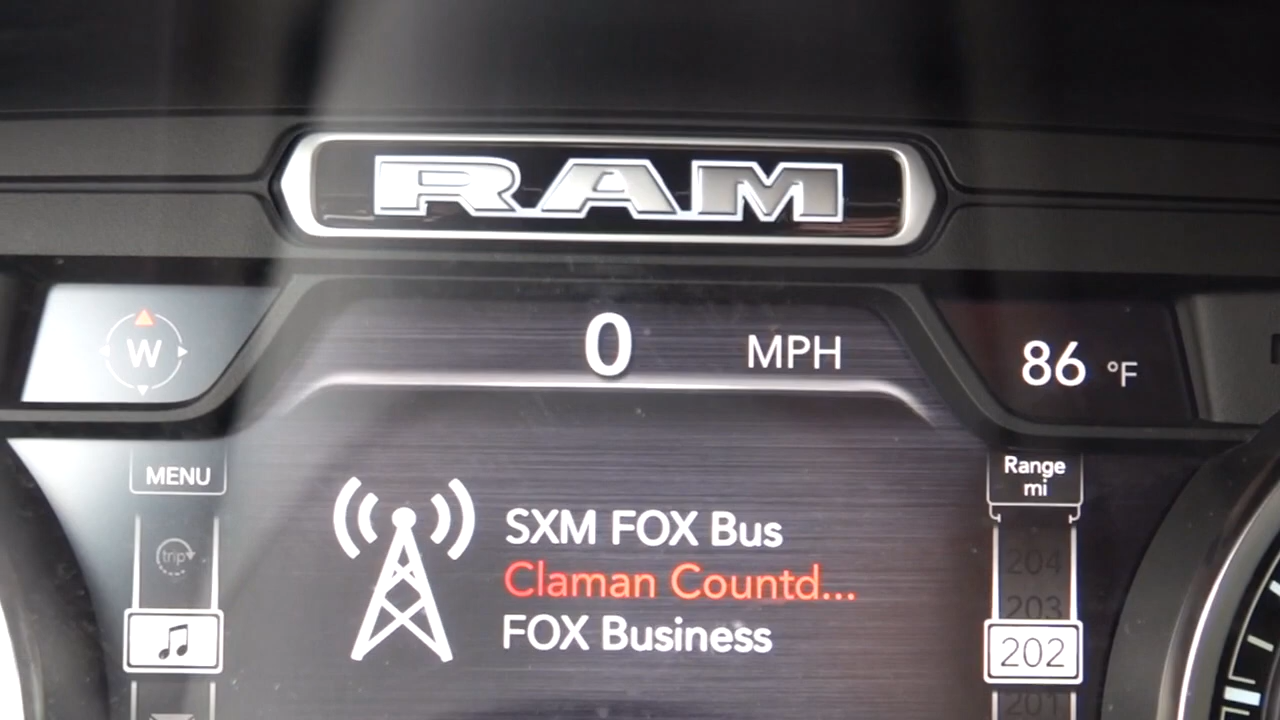 RAM
W
0 MPH
86 °F
MENU
Range
mi
trip
SXM FOX Bus
Claman Countd...
FOX Business
204
203
202
201